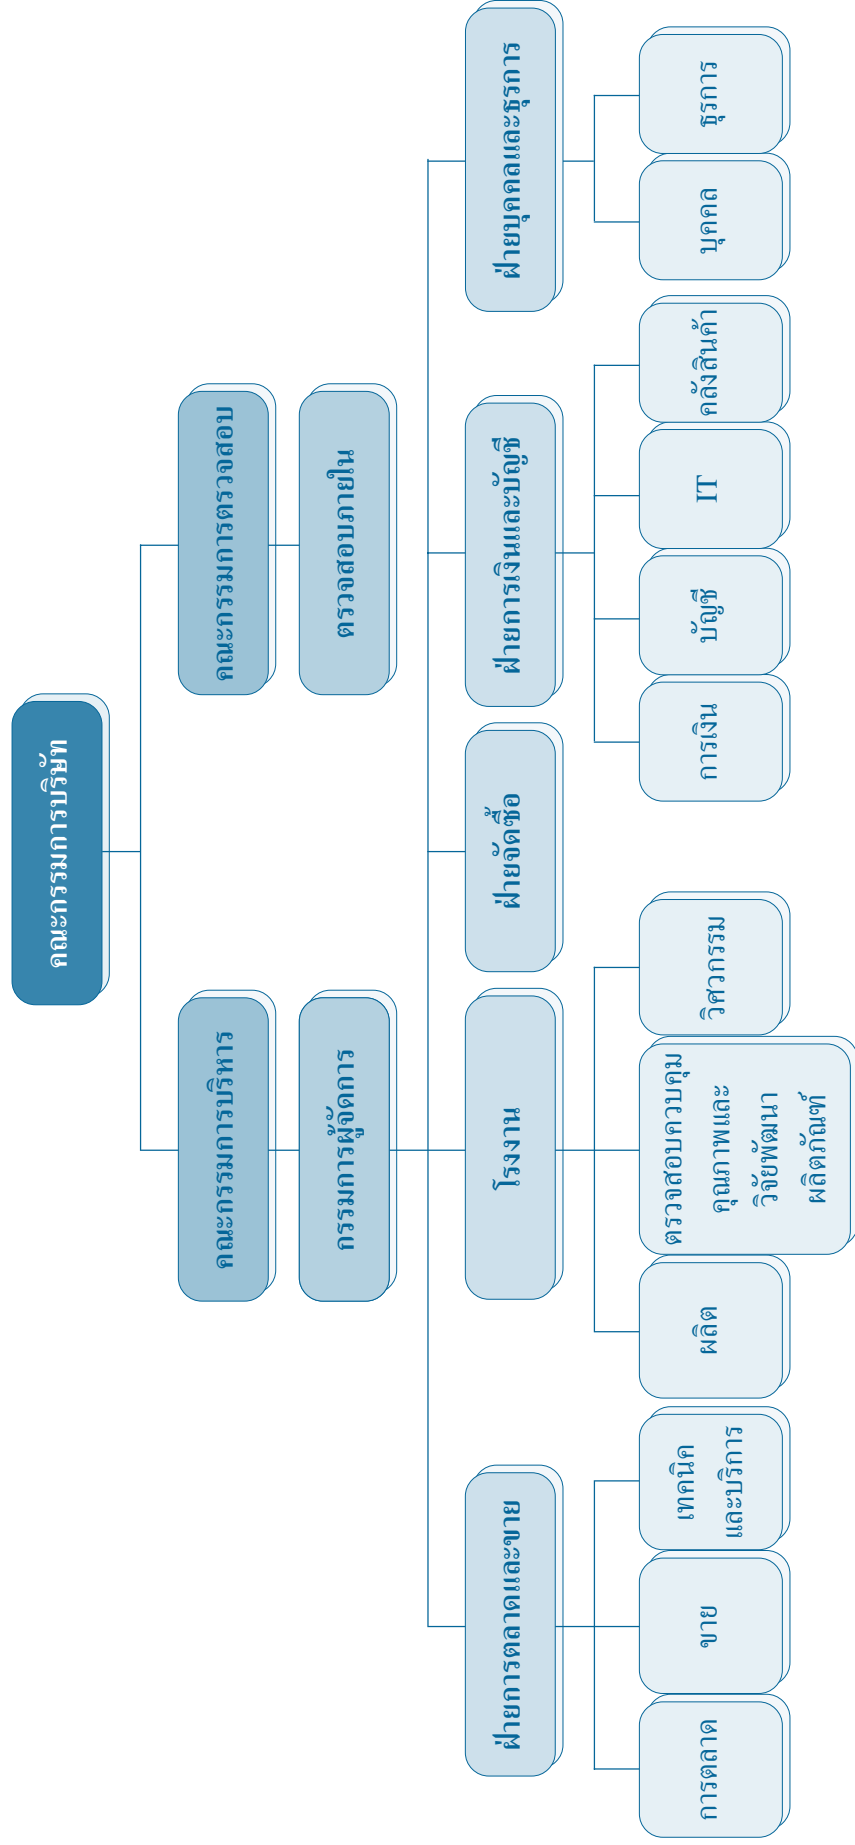 คณะกรรมการบริษัท
คณะกรรมการบริหาร
คณะกรรมการตรวจสอบ
กรรมการผู้จัดการ
ตรวจสอบภายใน
ฝ่ายการตลาดและขาย
โรงงาน
ฝ่ายจัดซื้อ
ฝ่ายการเงินและบัญชี
ฝ่ายบุคคลและธุรการ
การตลาด
ขาย
เทคนิค
และบริการ
ผลิต
ตรวจสอบควบคุม
คุณภาพและ
วิจัยพัฒนา
ผลิตภัณฑ์
วิศวกรรม
การเงิน
บัญชี
IT
คลังสินค้า
บุคคล
ธุรการ